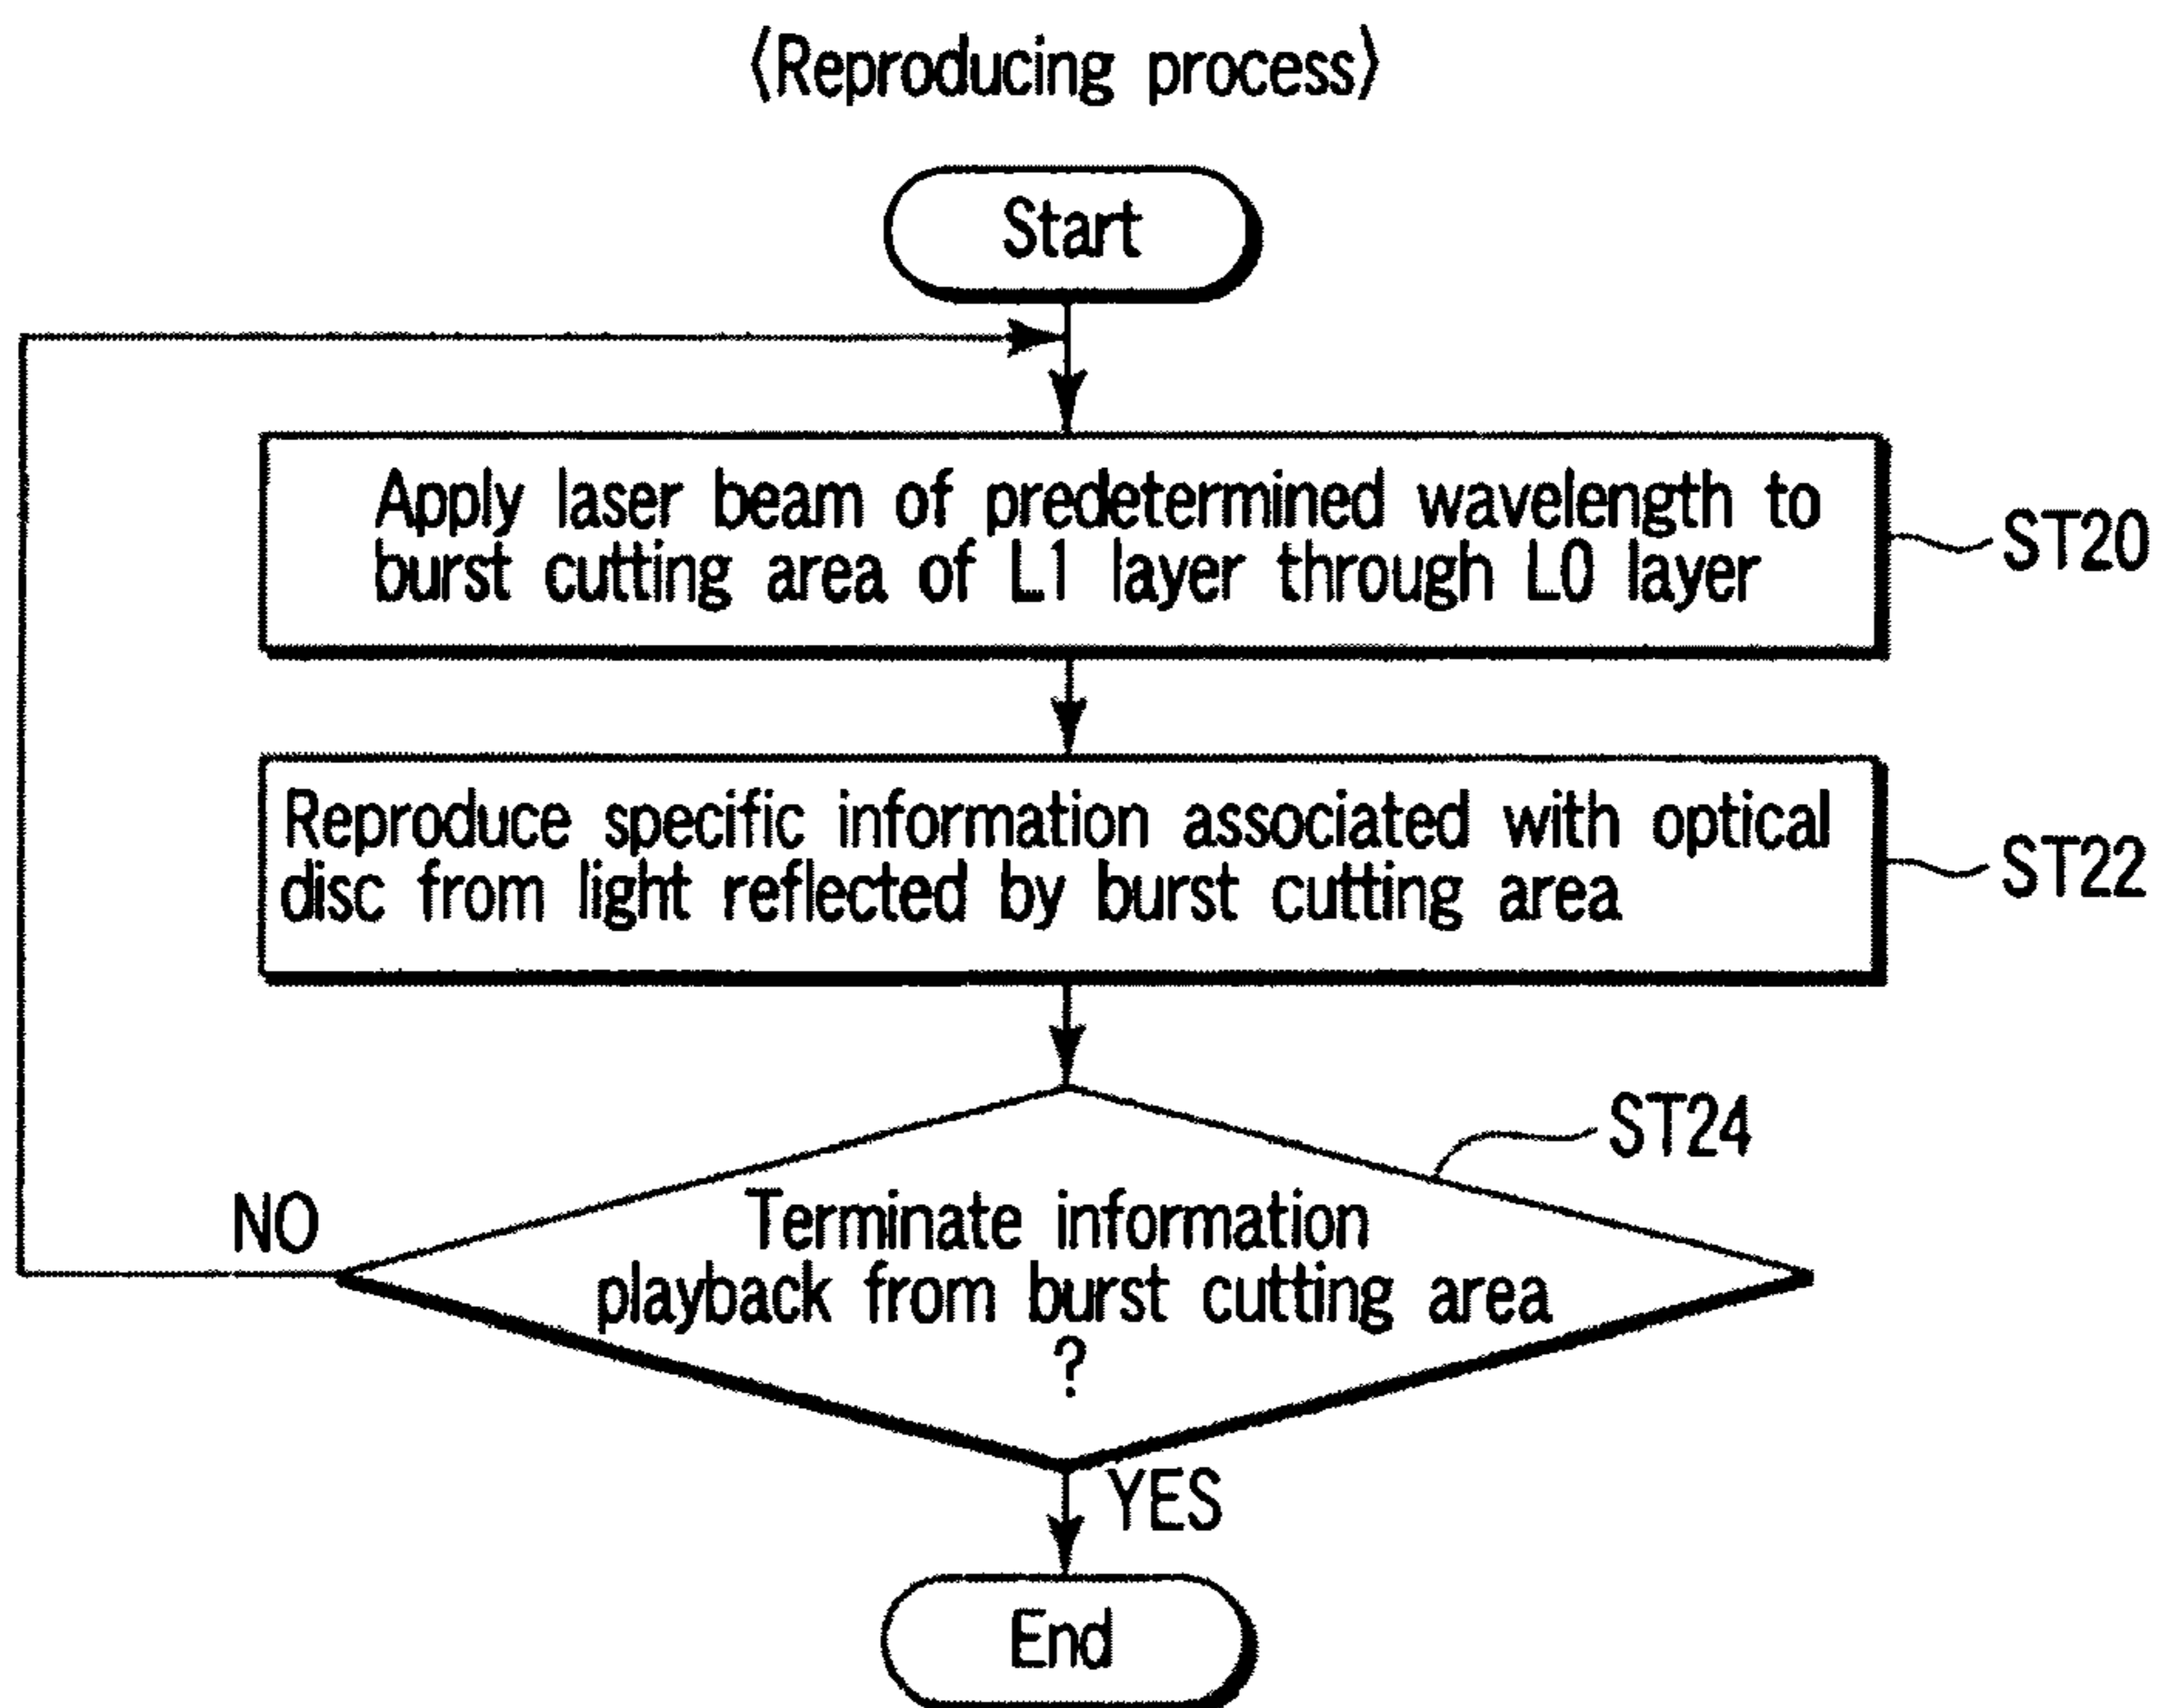 ⟨Reproducing process⟩
Start
Apply laser beam of predetermined wavelength to
burst cutting area of L1 layer through L0 layer
ST20
Reproduce specific information associated with optical
disc from light reflected by burst cutting area
ST22
ST24
Terminate information
playback from burst cutting area
?
NO
YES
End